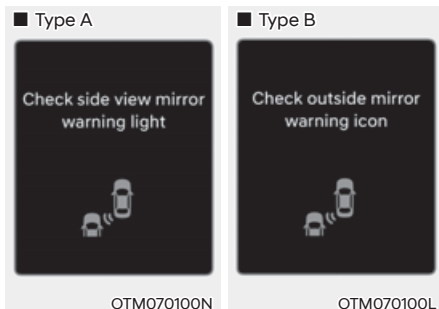 ■ Type A
Check side view mirror
warning light
OTM070100N
■ Type B
Check outside mirror
warning icon
OTM070100L